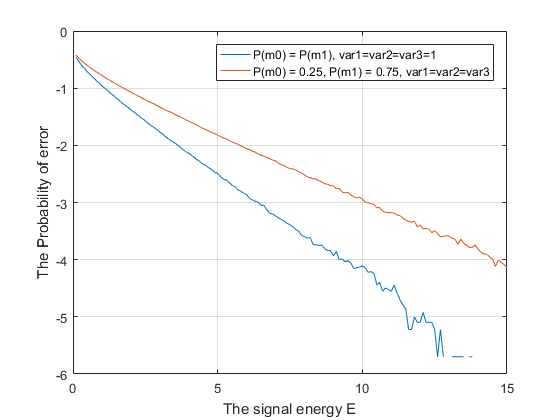 P(m0) = P(m1), var1=var2=var3=1
P(m0) = 0.25, P(m1) = 0.75, var1=var2=var3
The Probability of error
0
-1
-2
-3
-4
-5
-6
0 5 10 15
The signal energy E